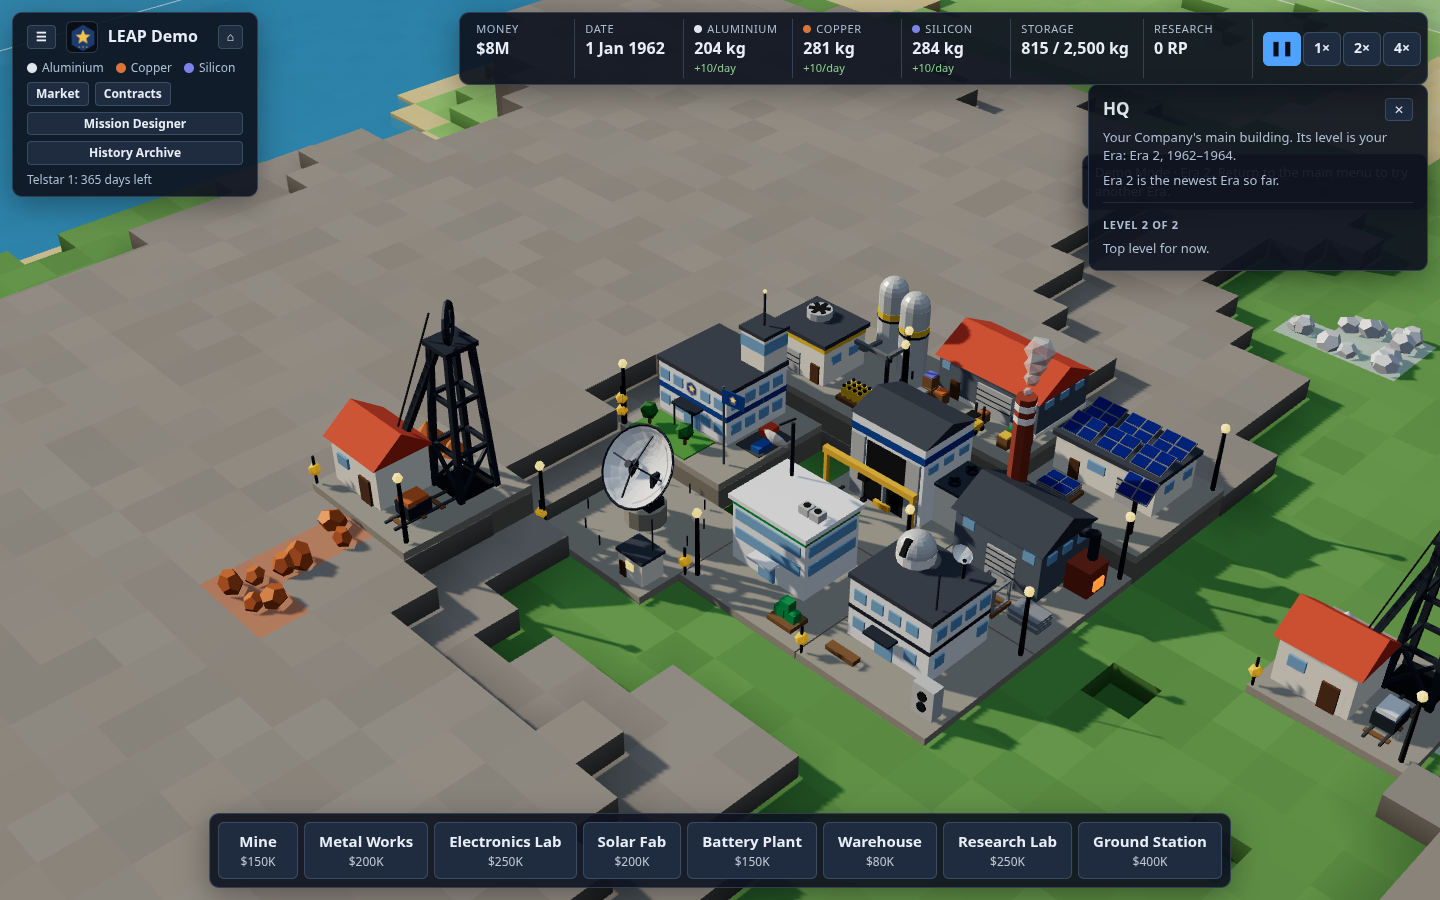 ☰
LEAP Demo
⌂
Aluminium
Copper
Silicon
Market
Contracts
Mission Designer
History Archive
Telstar 1: 365 days left
MONEY
$8M
DATE
1 Jan 1962
ALUMINIUM
204 kg
+10/day
COPPER
281 kg
+10/day
SILICON
284 kg
+10/day
STORAGE
815 / 2,500 kg
RESEARCH
0 RP
1×
2×
4×
HQ
✕
Your Company's main building. Its level is your
Era: Era 2, 1962–1964.
Era 2 is the newest Era so far.
LEVEL 2 OF 2
Top level for now.
Mine
$150K
Metal Works
$200K
Electronics Lab
$250K
Solar Fab
$200K
Battery Plant
$150K
Warehouse
$80K
Research Lab
$250K
Ground Station
$400K